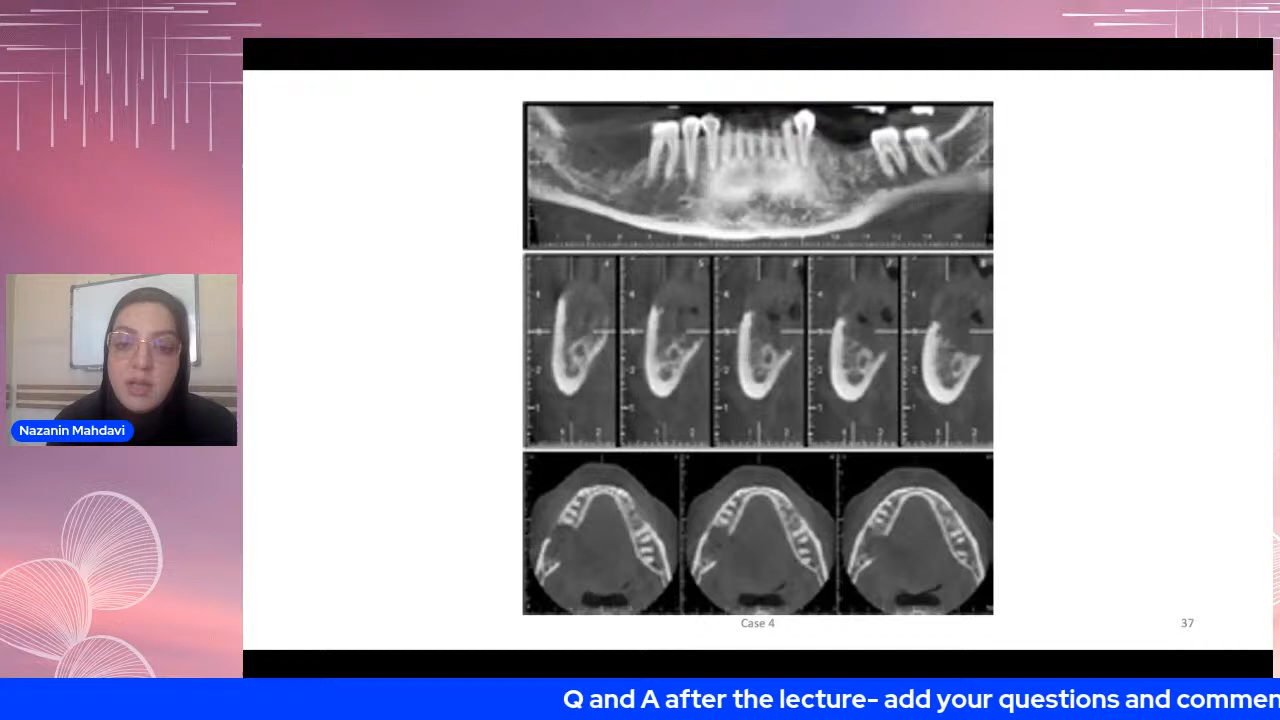 Nazanin Mahdavi
Case 4
37
Q and A after the lecture- add your questions and commen